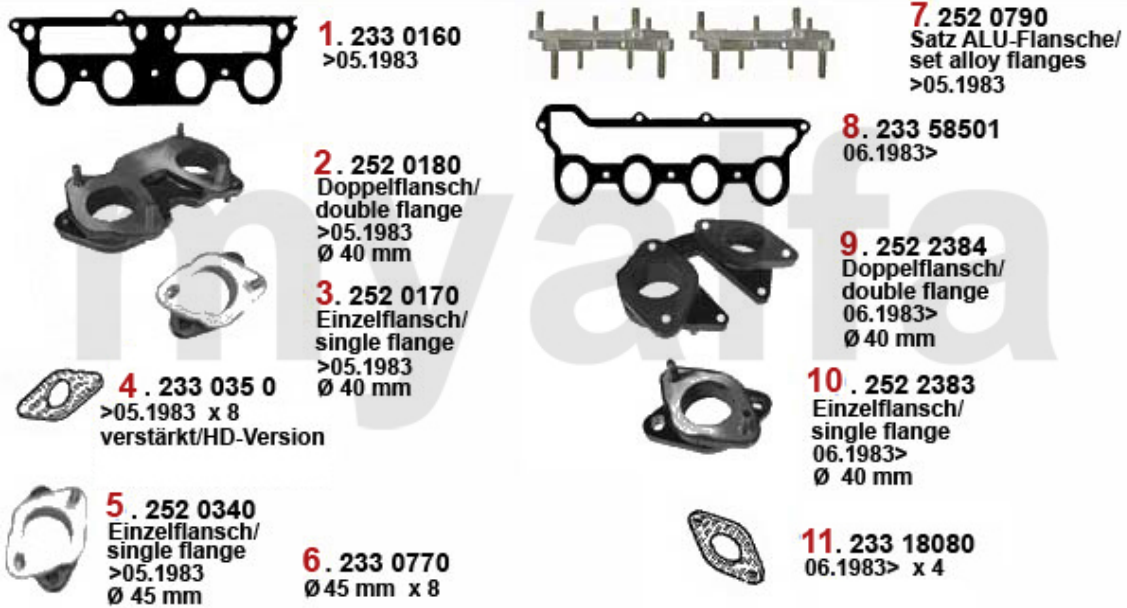 1. 233 0160
>05.1983
2. 252 0180
Doppelflansch/
double flange
>05.1983
Ø 40 mm
3. 252 0170
Einzelflansch/
single flange
>05.1983
Ø 40 mm
4 . 233 035 0
>05.1983 x 8
verstärkt/HD-Version
5 . 252 0340
Einzelflansch/
single flange
>05.1983
Ø 45 mm
6 . 233 0770
Ø 45 mm x 8
7. 252 0790
Satz ALU-Flansche/
set alloy flanges
>05.1983
8. 233 58501
06.1983>
9. 252 2384
Doppelflansch/
double flange
06.1983>
Ø 40 mm
10 . 252 2383
Einzelflansch/
single flange
06.1983>
Ø 40 mm
11. 233 18080
06.1983> x 4
myalfa